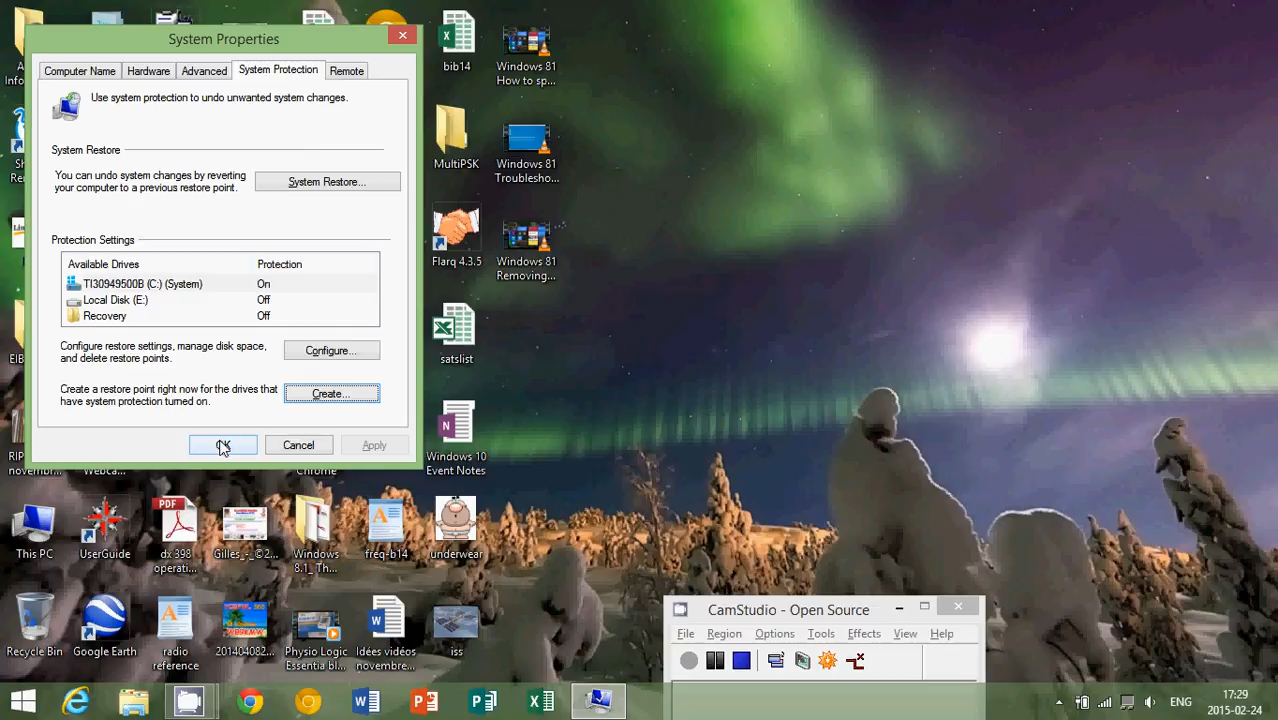 System Properties
Computer Name
Hardware
Advanced
System Protection
Remote
Use system protection to undo unwanted system changes.
System Restore
You can undo system changes by reverting
your computer to a previous restore point.
System Restore...
Protection Settings
Available Drives
Protection
TI30949500B (C:) (System)
On
Local Disk (E:)
Off
Recovery
Off
Configure restore settings, manage disk space,
and delete restore points.
Configure...
Create a restore point right now for the drives that
have system protection turned on.
Create...
OK
Cancel
Apply
bib14
Windows 81
How to sp...
MultiPSK
Windows 81
Troublesho...
Flarq 4.3.5
Windows 81
Removing...
satslist
Windows 10
Event Notes
novembr...
Webca...
Chrome
This PC
UserGuide
PDF
dx 398
operati...
Gilles_-_©2...
Windows
8.1_ Th...
freq-b14
underwear
Recycle Bin
Google Earth
radio
reference
201404082...
Physio Logic
Essentia bl...
Idées vidéos
novembre...
iss
CamStudio - Open Source
File
Region
Options
Tools
Effects
View
Help
ENG
17:29
2015-02-24